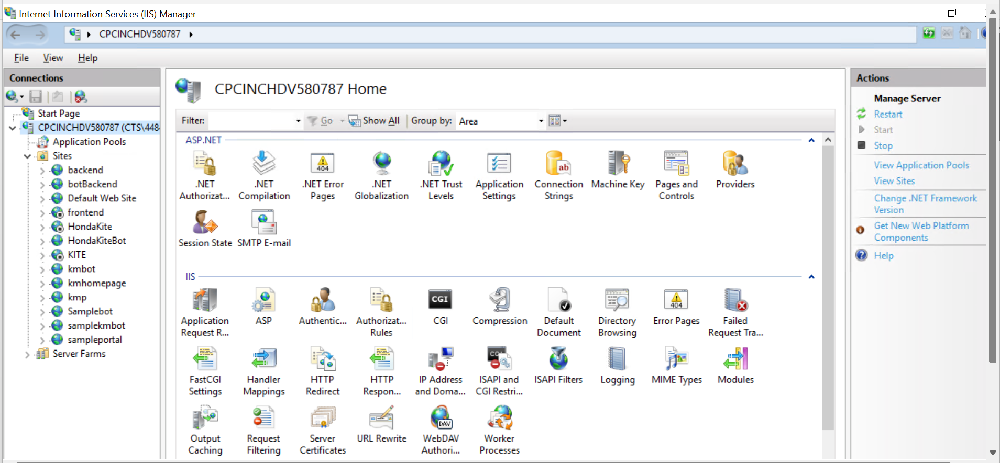 Internet Information Services (IIS) Manager
CPCINCHDV580787
File View Help
Connections
Start Page
CPCINCHDV580787 (CTS\448
Application Pools
Sites
backend
botBackend
Default Web Site
frontend
HondaKite
HondaKiteBot
KITE
kmbot
kmhomepage
kmp
Samplebot
samplekmbot
sampleportal
Server Farms
CPCINCHDV580787 Home
Filter: Go Show All Group by: Area
ASP.NET
.NET Authorizat...
.NET Compilation
404
.NET Error Pages
.NET Globalization
.NET Trust Levels
Application Settings
ab
Connection Strings
Machine Key
Pages and Controls
Providers
Session State
SMTP E-mail
IIS
Application Request R...
ASP
Authentic...
Authorizat... Rules
CGI
CGI
Compression
Default Document
Directory Browsing
404
Error Pages
Failed Request Tra...
FastCGI Settings
Handler Mappings
HTTP Redirect
HTTP Respon...
IP Address and Doma...
ISAPI and CGI Restri...
ISAPI Filters
Logging
MIME Types
Modules
Output Caching
Request Filtering
Server Certificates
URL Rewrite
DAV
WebDAV Authori...
Worker Processes
Actions
Manage Server
Restart
Start
Stop
View Application Pools
View Sites
Change .NET Framework
Version
Get New Web Platform
Components
Help